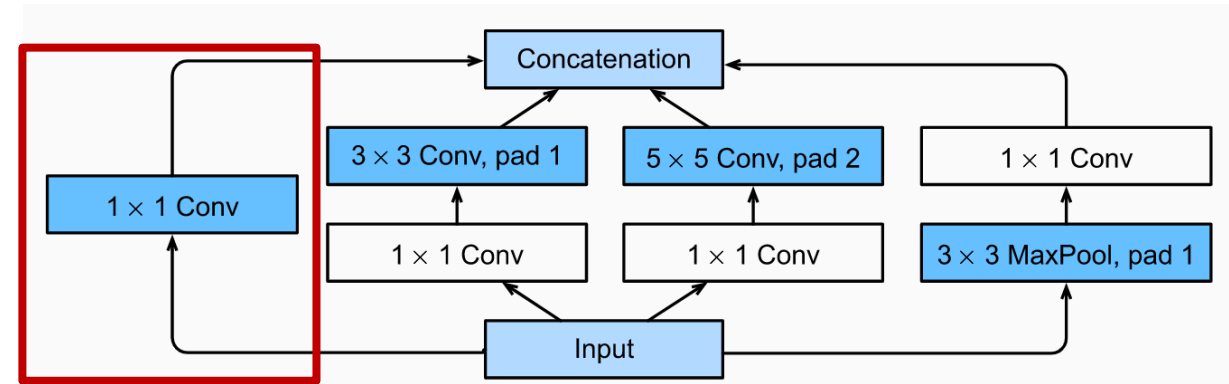 Concatenation
3 × 3 Conv, pad 1
5 × 5 Conv, pad 2
1 × 1 Conv
1 × 1 Conv
1 × 1 Conv
1 × 1 Conv
3 × 3 MaxPool, pad 1
Input